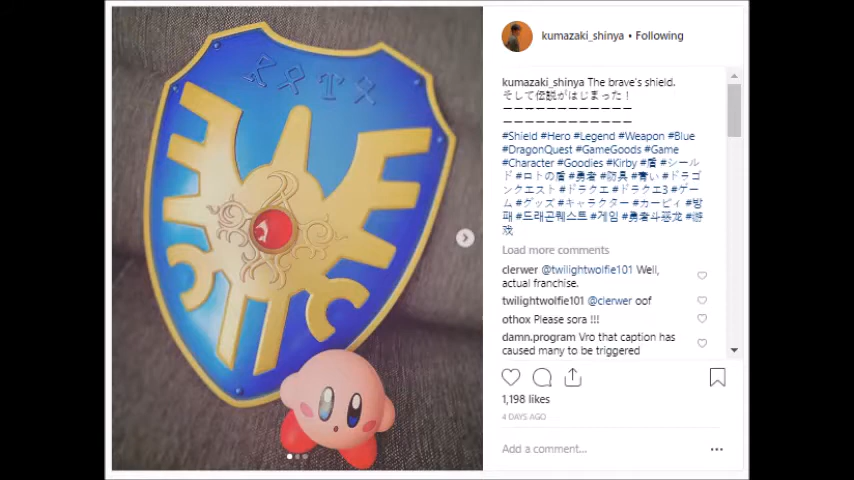 ROTO
kumazaki_shinya • Following
kumazaki_shinya The brave's shield.
そして伝説がはじまった！
ーーーーーーーーーーーー
ーーーーーーーーーーーー
#Shield #Hero #Legend #Weapon #Blue
#DragonQuest #GameGoods #Game
#Character #Goodies #Kirby #盾 #シール
ド #ロトの盾 #勇者 #防具 #青い #ドラゴ
ンクエスト #ドラクエ #ドラクエ3 #ゲー
ム #グッズ #キャラクター #カービィ #방
패 #드래곤퀘스트 #게임 #勇者斗恶龙 #游
戏
Load more comments
clerwer @twilightwolfie101 Well,
actual franchise.
twilightwolfie101 @clerwer oof
othox Please sora !!!
damn.program Vro that caption has
caused many to be triggered
1,198 likes
4 DAYS AGO
Add a comment...